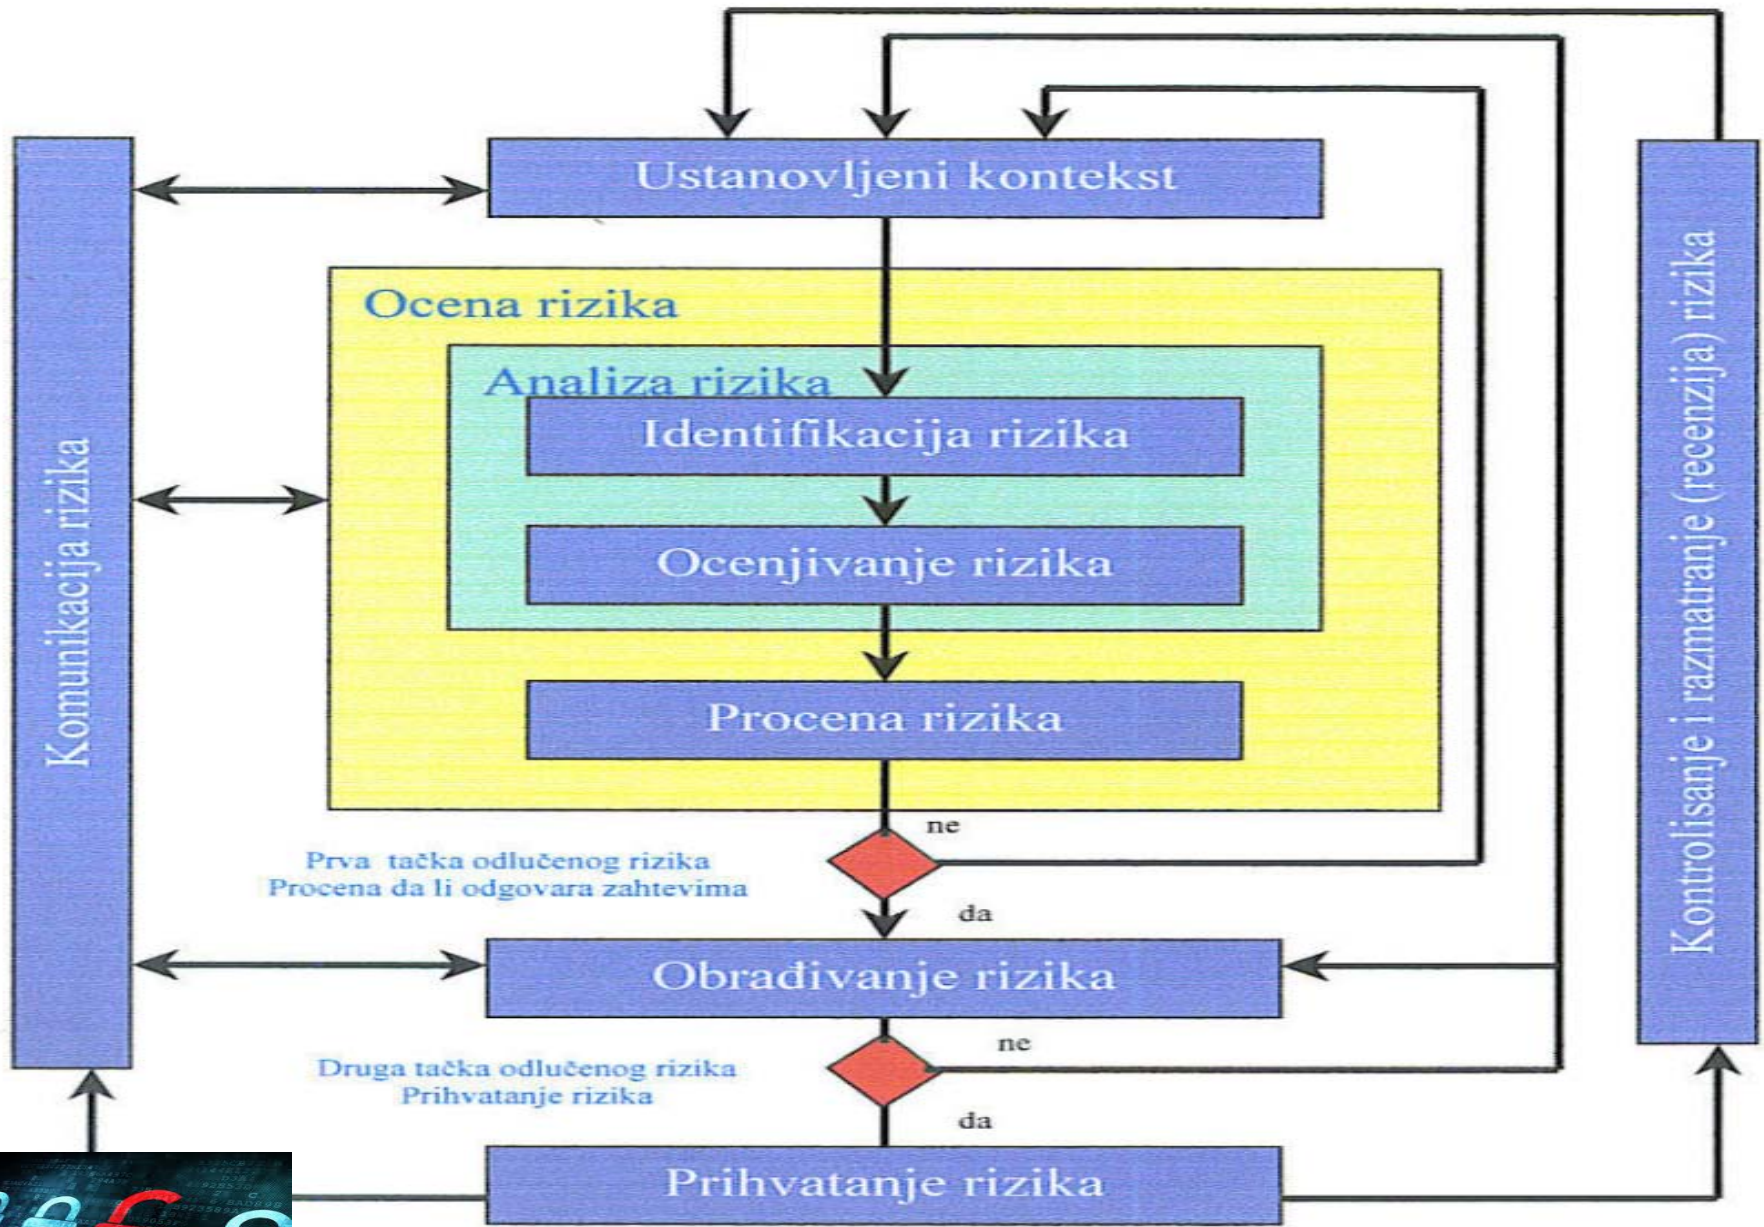 Ustanovljeni kontekst
Ocena rizika
Analiza rizika
Identifikacija rizika
Ocenjivanje rizika
Procena rizika
ne
Prva tačka odlučenog rizika
Procena da li odgovara zahtevima
da
Obrađivanje rizika
ne
Druga tačka odlučenog rizika
Prihvatanje rizika
da
Prihvatanje rizika
Komunikacija rizika
Kontrolisanje i razmatranje (recenzija) rizika